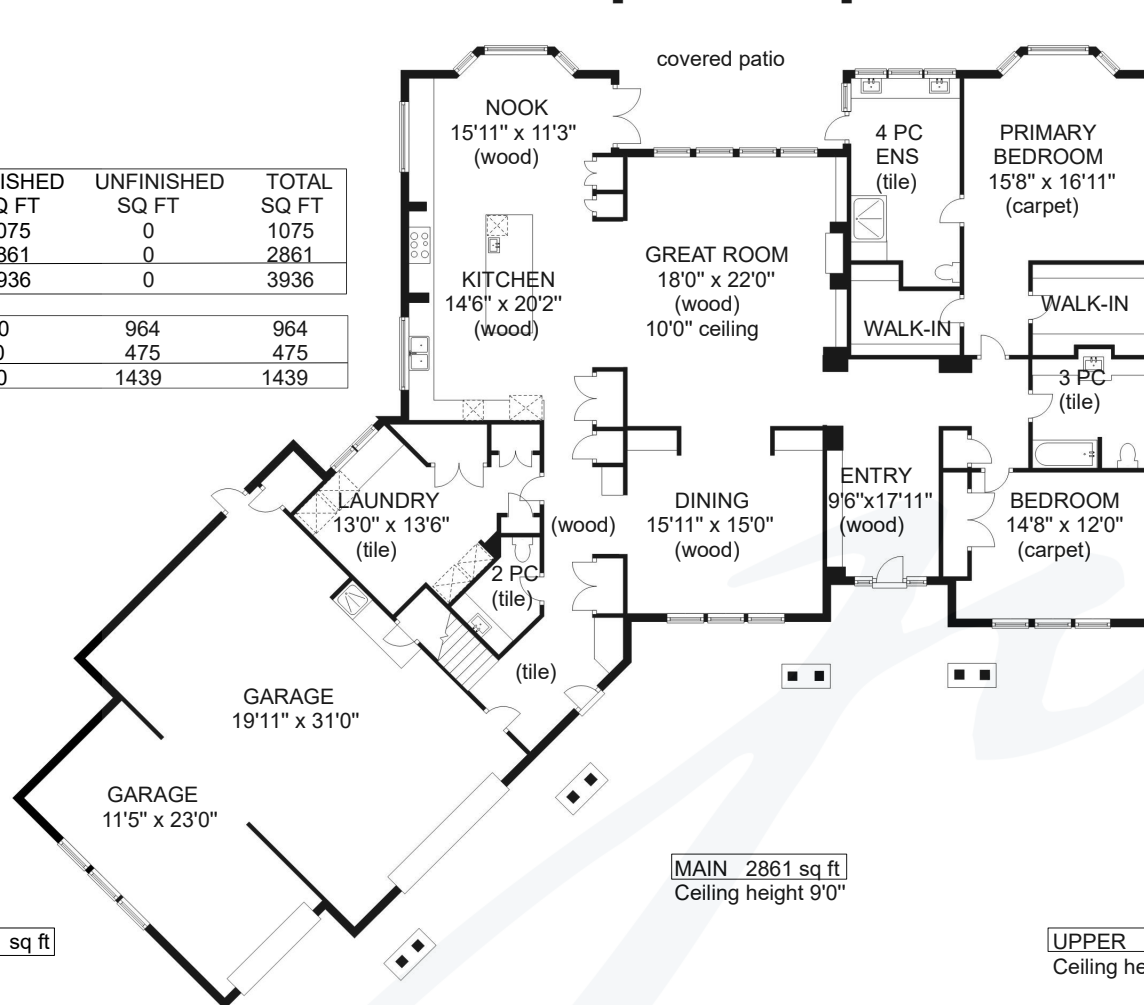 covered patio
NOOK
15'11" x 11'3"
(wood)
4 PC
ENS
(tile)
PRIMARY
BEDROOM
15'8" x 16'11"
(carpet)
UNFINISHED TOTAL
SQ FT SQ FT
0 1075
0 2861
0 3936
964 964
475 475
1439 1439
KITCHEN
14'6" x 20'2"
(wood)
GREAT ROOM
18'0" x 22'0"
(wood)
10'0" ceiling
WALK-IN
WALK-IN
3 PC
(tile)
LAUNDRY
13'0" x 13'6"
(tile)
(wood)
DINING
15'11" x 15'0"
(wood)
ENTRY
9'6"x17'11"
(wood)
BEDROOM
14'8" x 12'0"
(carpet)
2 PC
(tile)
(tile)
GARAGE
19'11" x 31'0"
GARAGE
11'5" x 23'0"
MAIN 2861 sq ft
Ceiling height 9'0"
sq ft
UPPER
Ceiling